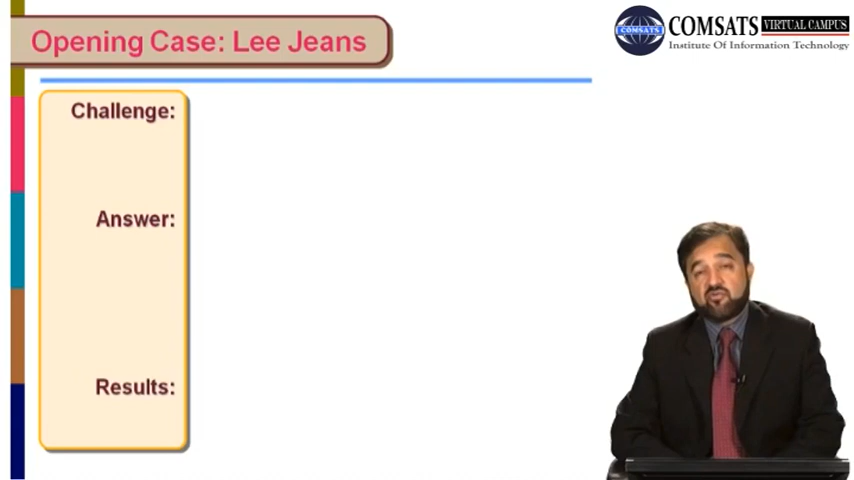 Opening Case: Lee Jeans
COMSATS
COMSATS VIRTUAL CAMPUS
Institute Of Information Technology
Challenge:
Answer:
Results: